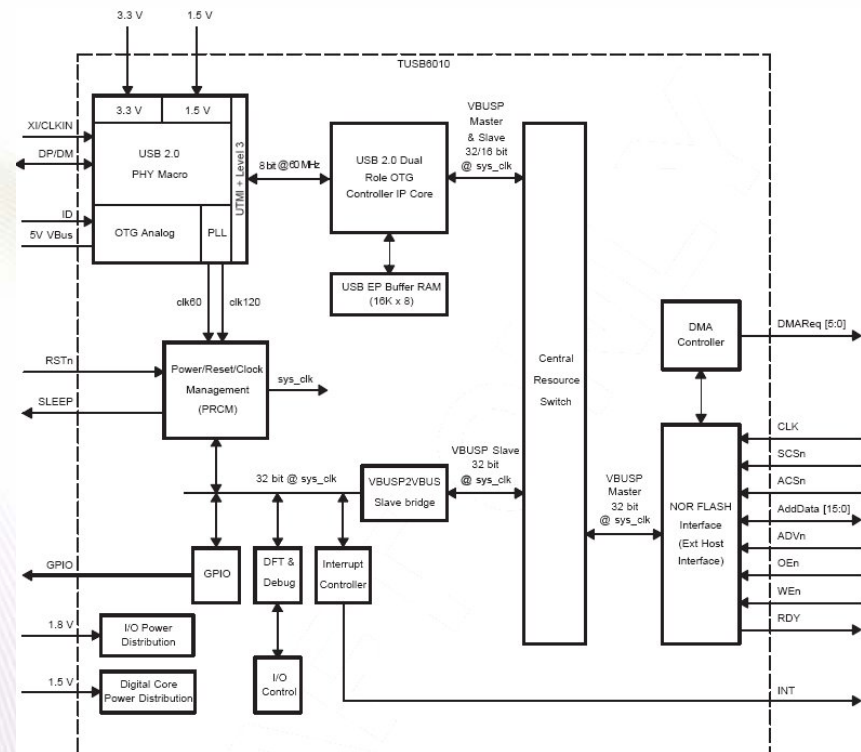 3.3 V
1.5 V
TUSB6010
3.3 V
1.5 V
USB 2.0
PHY Macro
OTG Analog
PLL
UTMI + Level 3
XI/CLKIN
DP/DM
ID
5V VBus
8 bit @ 60 MHz
USB 2.0 Dual
Role OTG
Controller IP Core
VBUSP
Master
& Slave
32/16 bit
@ sys_clk
USB EP Buffer RAM
(16K x 8)
clk60
clk120
RSTn
SLEEP
Power/Reset/Clock
Management
(PRCM)
sys_clk
Central
Resource
Switch
DMA
Controller
DMAReq [5:0]
32 bit @ sys_clk
VBUSP2VBUS
Slave bridge
VBUSP Slave
32 bit
@ sys_clk
VBUSP
Master
32 bit
@ sys_clk
NOR FLASH
Interface
(Ext Host
Interface)
CLK
SCSn
ACSn
AddData [15:0]
ADVn
OEn
WEn
RDY
GPIO
GPIO
DFT &
Debug
Interrupt
Controller
1.8 V
I/O Power
Distribution
1.5 V
Digital Core
Power Distribution
I/O
Control
INT